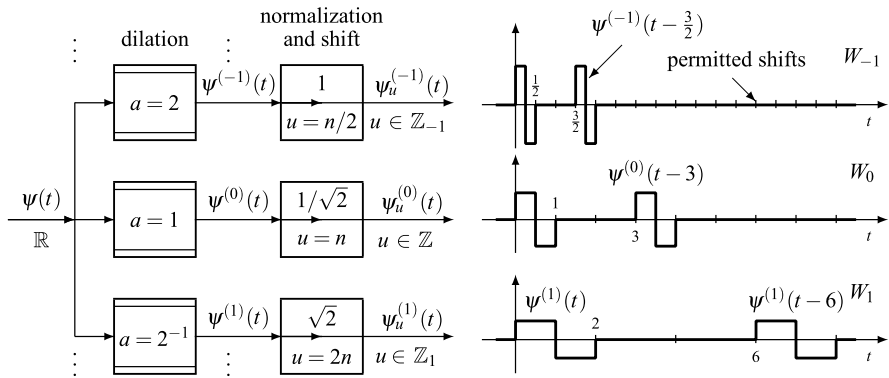 dilation
normalization
and shift
ψ(t)
ℝ
a = 2
ψ^(−1)(t)
1
u = n/2
ψ_u^(−1)(t)
u ∈ ℤ_−1
a = 1
ψ^(0)(t)
1/√2
u = n
ψ_u^(0)(t)
u ∈ ℤ
a = 2^−1
ψ^(1)(t)
√2
u = 2n
ψ_u^(1)(t)
u ∈ ℤ_1
ψ^(−1)(t − 3/2)
permitted shifts
W_−1
1/2
3/2
t
ψ^(0)(t − 3)
W_0
1
3
t
ψ^(1)(t)
ψ^(1)(t − 6)
W_1
2
6
t